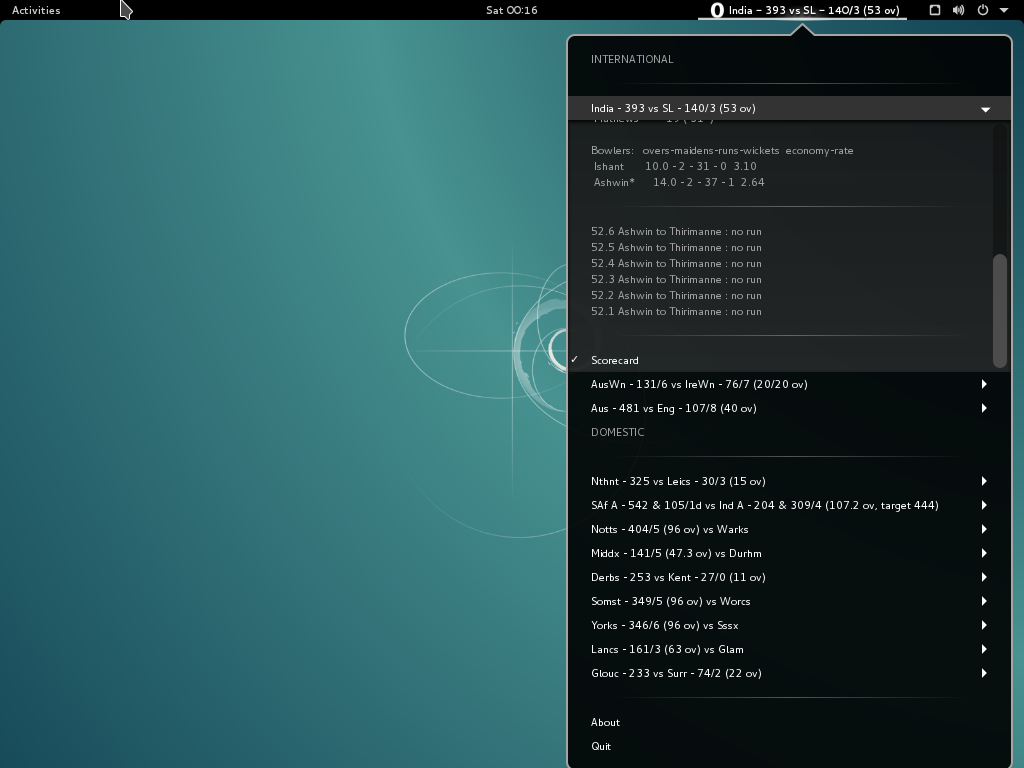 Activities
Sat 00:16
India - 393 vs SL - 140/3 (53 ov)
INTERNATIONAL
India - 393 vs SL - 140/3 (53 ov)
Bowlers: overs-maidens-runs-wickets economy-rate
Ishant 10.0 - 2 - 31 - 0 3.10
Ashwin* 14.0 - 2 - 37 - 1 2.64
52.6 Ashwin to Thirimanne : no run
52.5 Ashwin to Thirimanne : no run
52.4 Ashwin to Thirimanne : no run
52.3 Ashwin to Thirimanne : no run
52.2 Ashwin to Thirimanne : no run
52.1 Ashwin to Thirimanne : no run
✓ Scorecard
AusWn - 131/6 vs IreWn - 76/7 (20/20 ov)
Aus - 481 vs Eng - 107/8 (40 ov)
DOMESTIC
Nthnt - 325 vs Leics - 30/3 (15 ov)
SAf A - 542 & 105/1d vs Ind A - 204 & 309/4 (107.2 ov, target 444)
Notts - 404/5 (96 ov) vs Warks
Middx - 141/5 (47.3 ov) vs Durhm
Derbs - 253 vs Kent - 27/0 (11 ov)
Somst - 349/5 (96 ov) vs Worcs
Yorks - 346/6 (96 ov) vs Sssx
Lancs - 161/3 (63 ov) vs Glam
Glouc - 233 vs Surr - 74/2 (22 ov)
About
Quit